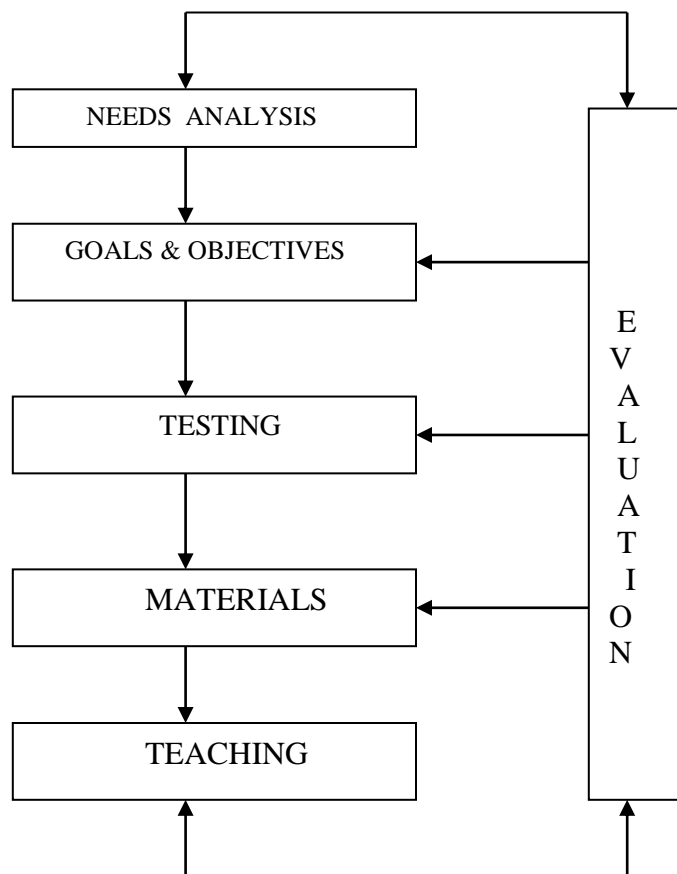 NEEDS ANALYSIS
GOALS & OBJECTIVES
TESTING
MATERIALS
TEACHING
E
V
A
L
U
A
T
I
O
N